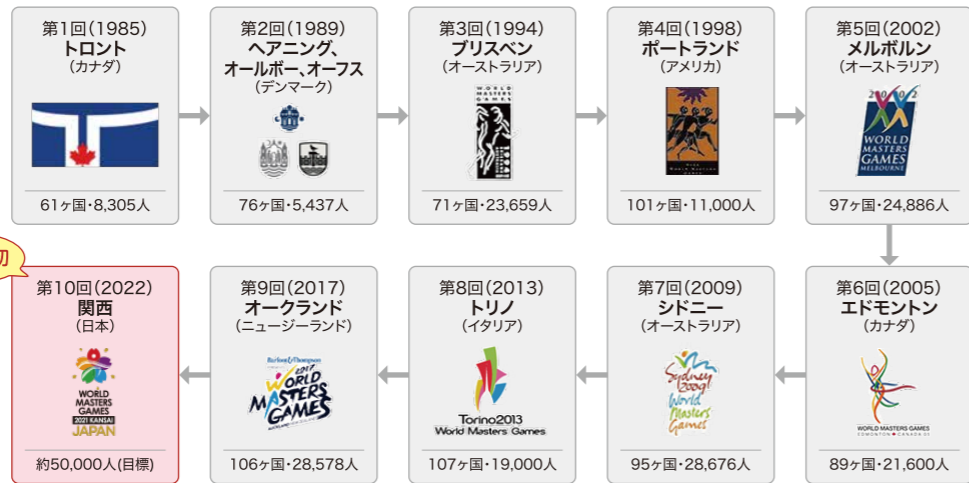 第1回(1985)
トロント
(カナダ)
61ヶ国・8,305人
第2回(1989)
ヘアニング、
オールボー、オーフス
(デンマーク)
76ヶ国・5,437人
第3回(1994)
ブリスベン
(オーストラリア)
WORLD
MASTERS
GAMES
71ヶ国・23,659人
第4回(1998)
ポートランド
(アメリカ)
101ヶ国・11,000人
第5回(2002)
メルボルン
(オーストラリア)
2002
WORLD
MASTERS
GAMES
MELBOURNE
97ヶ国・24,886人
第6回(2005)
エドモントン
(カナダ)
WORLD MASTERS GAMES
EDMONTON CANADA 05
89ヶ国・21,600人
第7回(2009)
シドニー
(オーストラリア)
Sydney
2009!
World
Masters
Games
95ヶ国・28,676人
第8回(2013)
トリノ
(イタリア)
Torino2013
World Masters Games
107ヶ国・19,000人
第9回(2017)
オークランド
(ニュージーランド)
Barfoot&Thompson
2017
WORLD
MASTERS
GAMES
106ヶ国・28,578人
初
第10回(2022)
関西
(日本)
WORLD
MASTERS
GAMES
2021 KANSAI
JAPAN
約50,000人(目標)